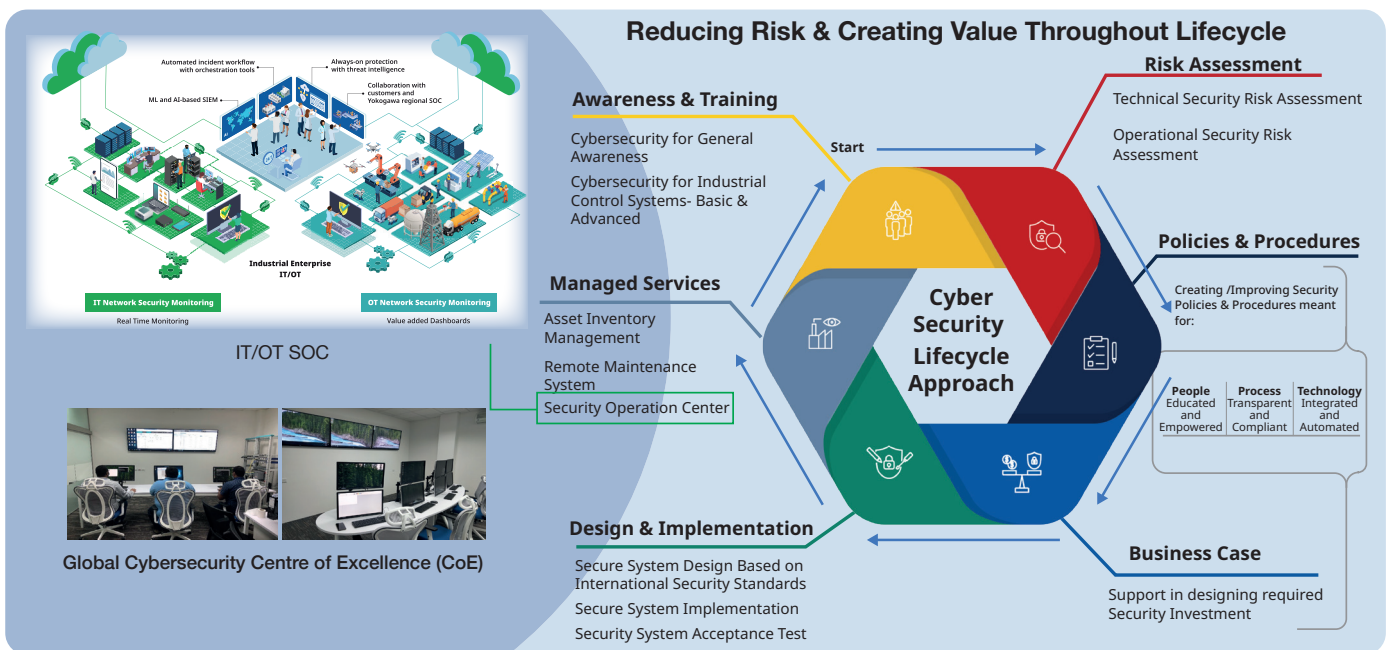 Reducing Risk & Creating Value Throughout Lifecycle
Automated incident workflow
with orchestration tools
Always-on protection
with threat intelligence
ML and AI-based SIEM
Collaboration with
customers and
Yokogawa regional SOC
Industrial Enterprise
IT/OT
IT Network Security Monitoring
Real Time Monitoring
OT Network Security Monitoring
Value added Dashboards
IT/OT SOC
Global Cybersecurity Centre of Excellence (CoE)
Awareness & Training
Cybersecurity for General
Awareness
Cybersecurity for Industrial
Control Systems- Basic &
Advanced
Start
Risk Assessment
Technical Security Risk Assessment
Operational Security Risk
Assessment
Policies & Procedures
Creating /Improving Security
Policies & Procedures meant
for:
People
Educated
and
Empowered
Process
Transparent
and
Compliant
Technology
Integrated
and
Automated
Managed Services
Asset Inventory
Management
Remote Maintenance
System
Security Operation Center
Cyber
Security
Lifecycle
Approach
Design & Implementation
Secure System Design Based on
International Security Standards
Secure System Implementation
Security System Acceptance Test
Business Case
Support in designing required
Security Investment